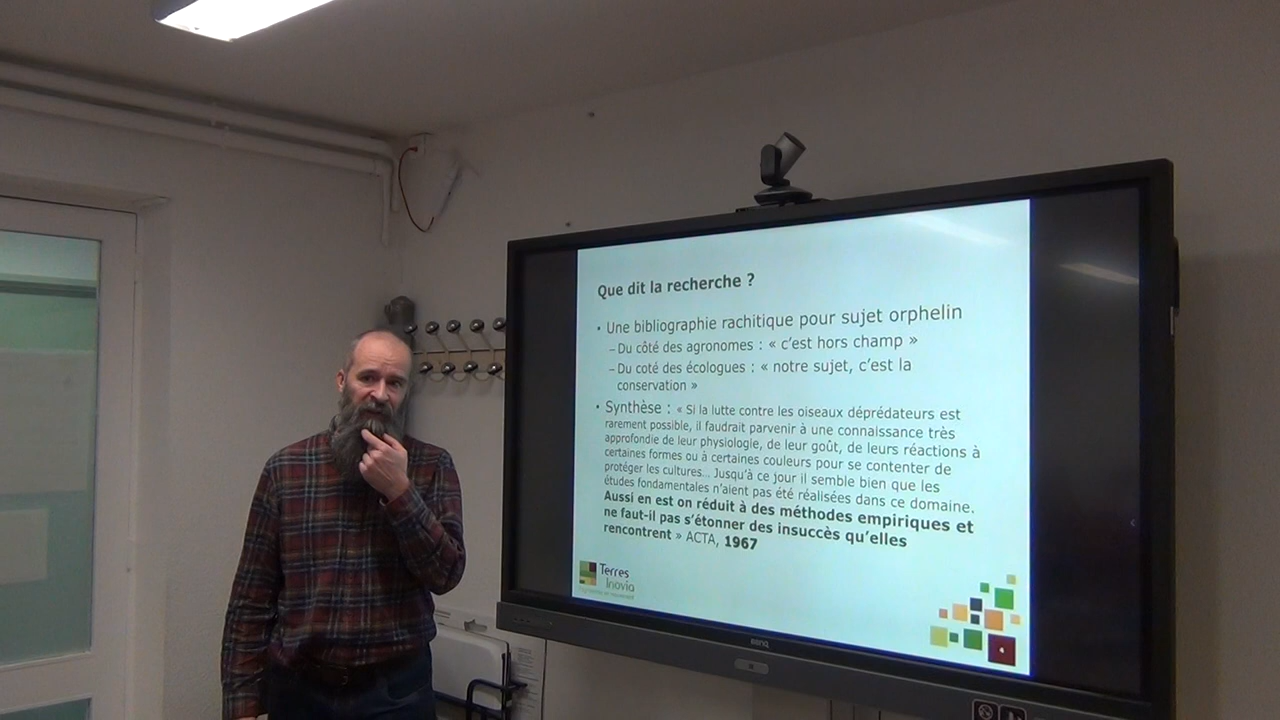 Que dit la recherche ?
• Une bibliographie rachitique pour sujet orphelin
– Du côté des agronomes : « c'est hors champ »
– Du coté des écologues : « notre sujet, c'est la
conservation »
• Synthèse : « Si la lutte contre les oiseaux déprédateurs est
rarement possible, il faudrait parvenir à une connaissance très
approfondie de leur physiologie, de leur goût, de leurs réactions à
certaines formes ou à certaines couleurs pour se contenter de
protéger les cultures... Jusqu'à ce jour il semble bien que les
études fondamentales n'aient pas été réalisées dans ce domaine.
Aussi en est on réduit à des méthodes empiriques et
ne faut-il pas s'étonner des insuccès qu'elles
rencontrent » ACTA, 1967
Terres
Inovia
4
BenQ